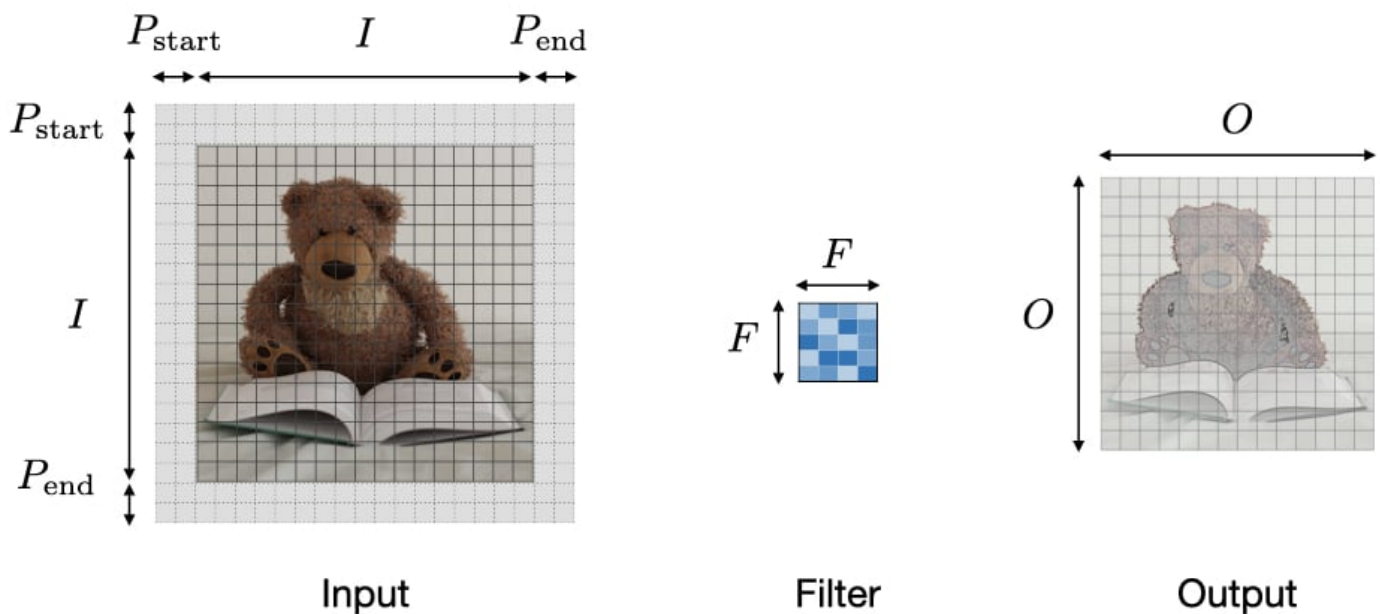 P_start I P_end
P_start
I
P_end
F
F
O
O
Input Filter Output